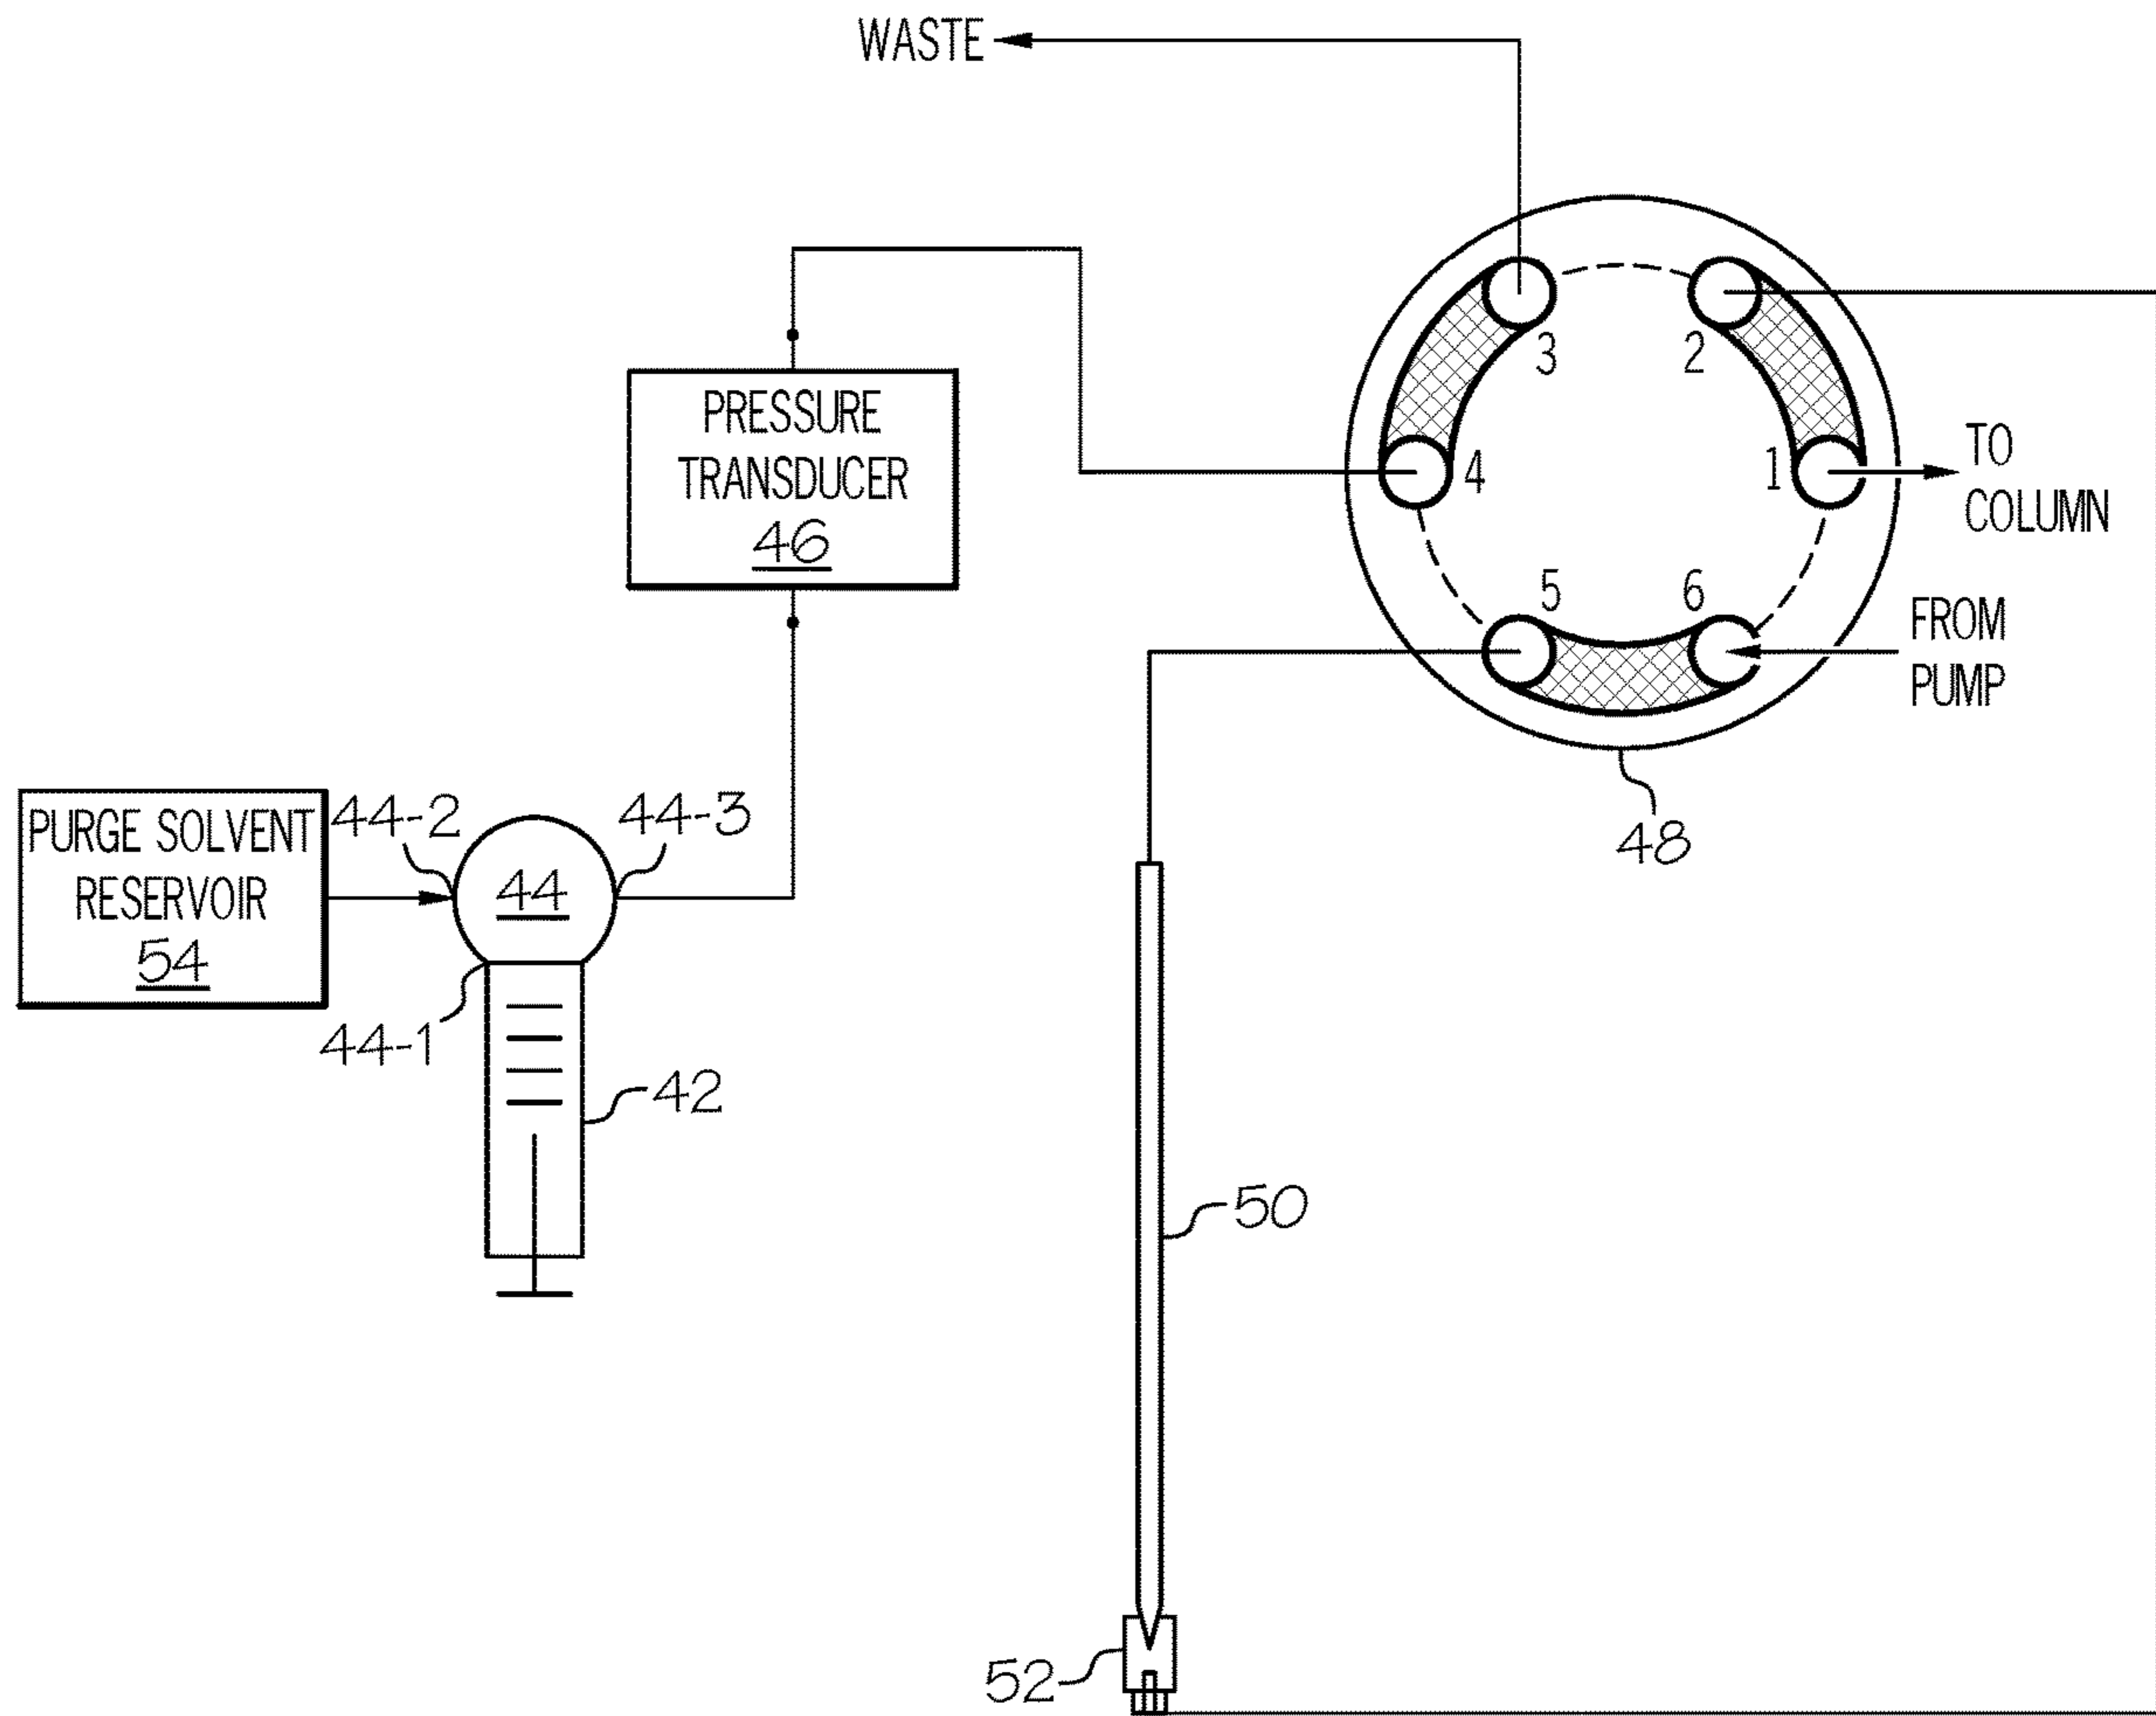 WASTE
3
2
PRESSURE
TRANSDUCER
46
4
1
TO
COLUMN
5
6
FROM
PUMP
48
PURGE SOLVENT
RESERVOIR
54
44-2
44
44-3
44-1
42
50
52